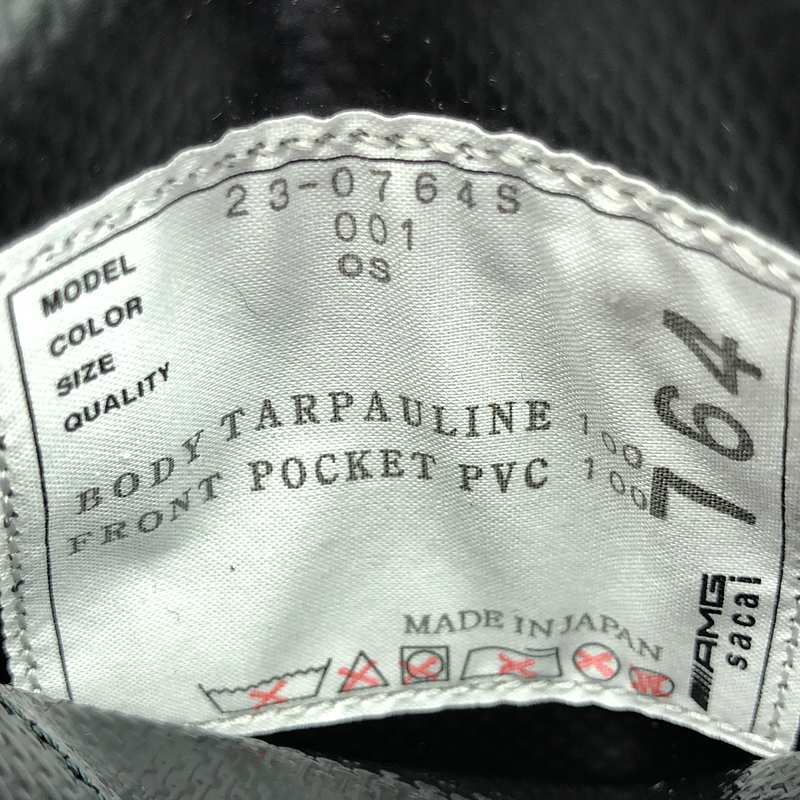 23-0764S
001
OS
MODEL
COLOR
SIZE
QUALITY
BODY TARPAULINE 100
FRONT POCKET PVC 100
764
MADE IN JAPAN
AMG
sacai